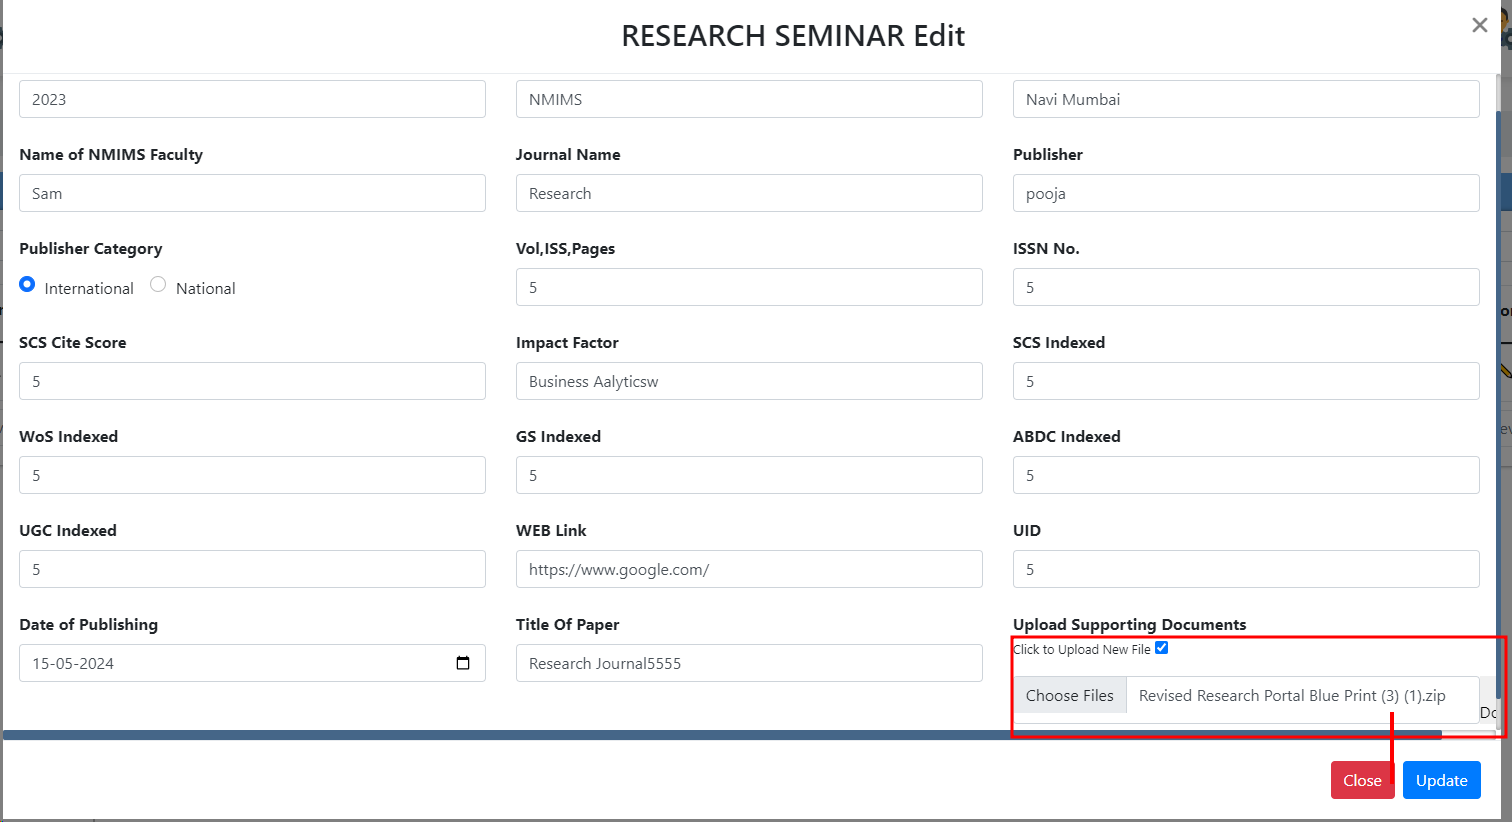 RESEARCH SEMINAR Edit
2023 NMIMS Navi Mumbai
Name of NMIMS Faculty Journal Name Publisher
Sam Research pooja
Publisher Category Vol,ISS,Pages ISSN No.
International National 5 5
SCS Cite Score Impact Factor SCS Indexed
5 Business Aalyticsw 5
WoS Indexed GS Indexed ABDC Indexed
5 5 5
UGC Indexed WEB Link UID
5 https://www.google.com/ 5
Date of Publishing Title Of Paper Upload Supporting Documents
Click to Upload New File
15-05-2024 Research Journal5555
Choose Files Revised Research Portal Blue Print (3) (1).zip
Close Update